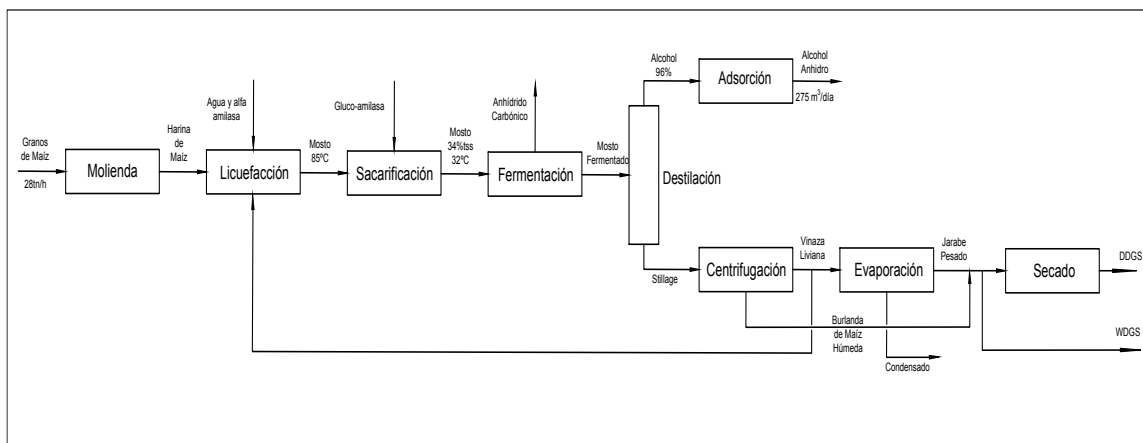 Granos
de Maíz
28tn/h
Molienda
Harina
de
Maíz
Agua y alfa
amilasa
Licuefacción
Mosto
85ºC
Gluco-amilasa
Sacarificación
Mosto
34%tss
32ºC
Anhídrido
Carbónico
Fermentación
Mosto
Fermentado
Destilación
Alcohol
96%
Adsorción
Alcohol
Anhidro
275 m³/día
Stillage
Centrifugación
Vinaza
Liviana
Evaporación
Jarabe
Pesado
Secado
DDGS
Burlanda
de Maíz
Húmeda
Condensado
WDGS